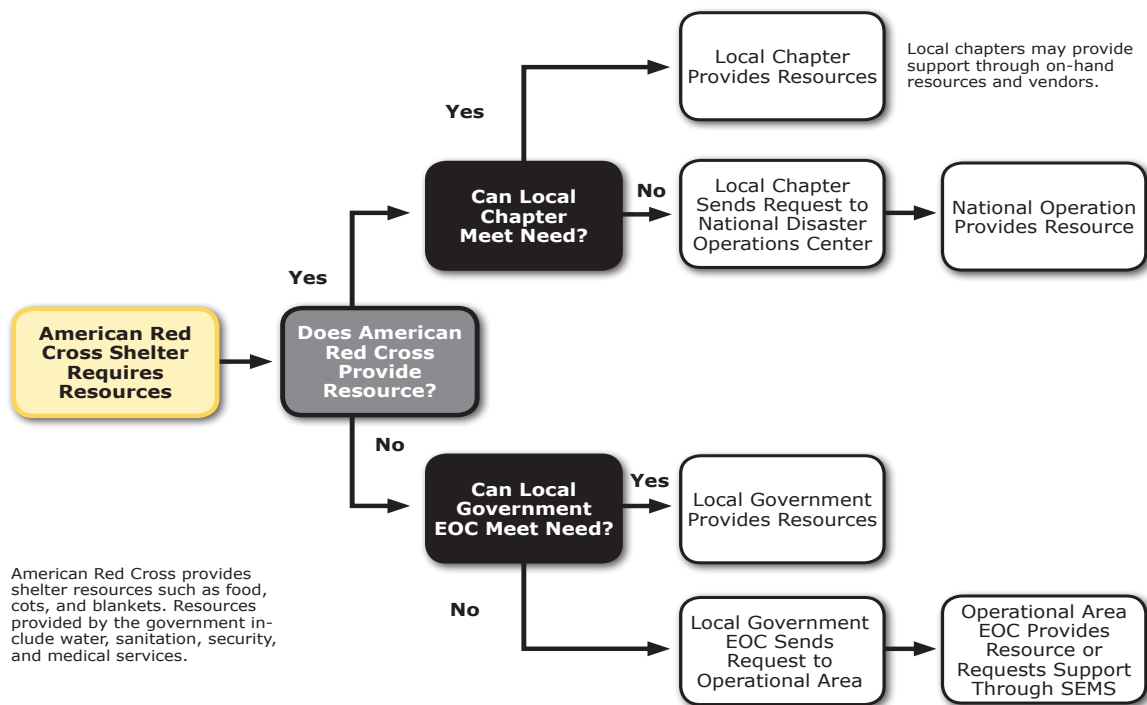 Local Chapter
Provides Resources
Local chapters may provide
support through on-hand
resources and vendors.
Yes
Can Local
Chapter
Meet Need?
No
Local Chapter
Sends Request to
National Disaster
Operations Center
National Operation
Provides Resource
Yes
American Red
Cross Shelter
Requires
Resources
Does American
Red Cross
Provide
Resource?
No
Can Local
Government
EOC Meet Need?
Yes
Local Government
Provides Resources
American Red Cross provides
shelter resources such as food,
cots, and blankets. Resources
provided by the government in-
clude water, sanitation, security,
and medical services.
No
Local Government
EOC Sends
Request to
Operational Area
Operational Area
EOC Provides
Resource or
Requests Support
Through SEMS